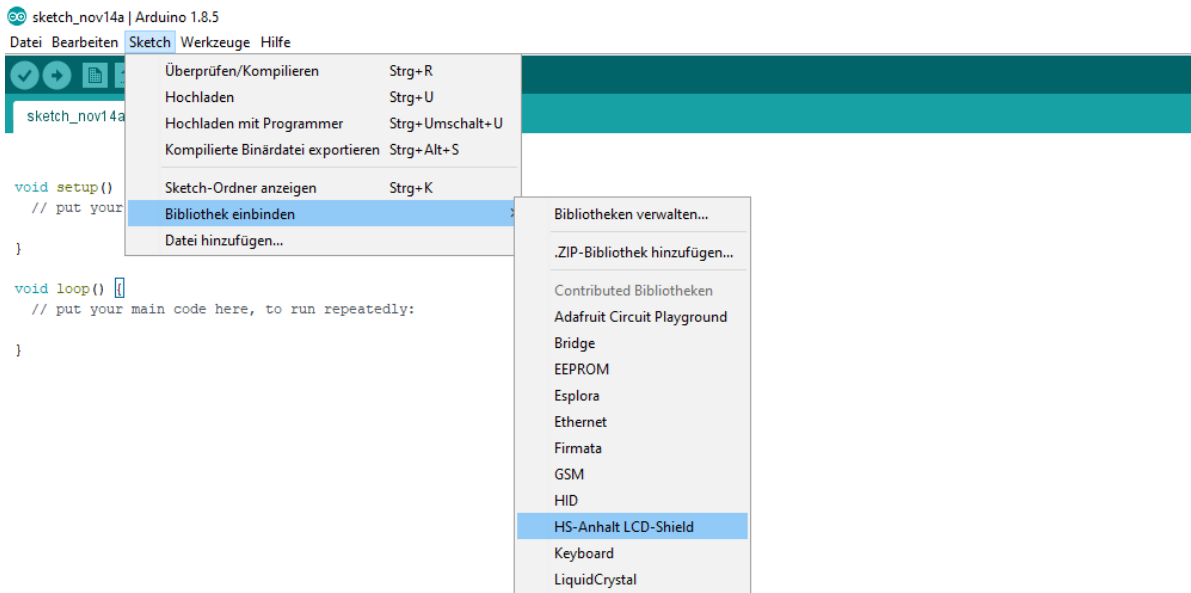 sketch_nov14a | Arduino 1.8.5
Datei Bearbeiten Sketch Werkzeuge Hilfe
sketch_nov14a
Überprüfen/Kompilieren Strg+R
Hochladen Strg+U
Hochladen mit Programmer Strg+Umschalt+U
Kompilierte Binärdatei exportieren Strg+Alt+S
Sketch-Ordner anzeigen Strg+K
Bibliothek einbinden
Datei hinzufügen...
Bibliotheken verwalten...
.ZIP-Bibliothek hinzufügen...
Contributed Bibliotheken
Adafruit Circuit Playground
Bridge
EEPROM
Esplora
Ethernet
Firmata
GSM
HID
HS-Anhalt LCD-Shield
Keyboard
LiquidCrystal
void setup()
// put your
}
void loop() {
// put your main code here, to run repeatedly:
}